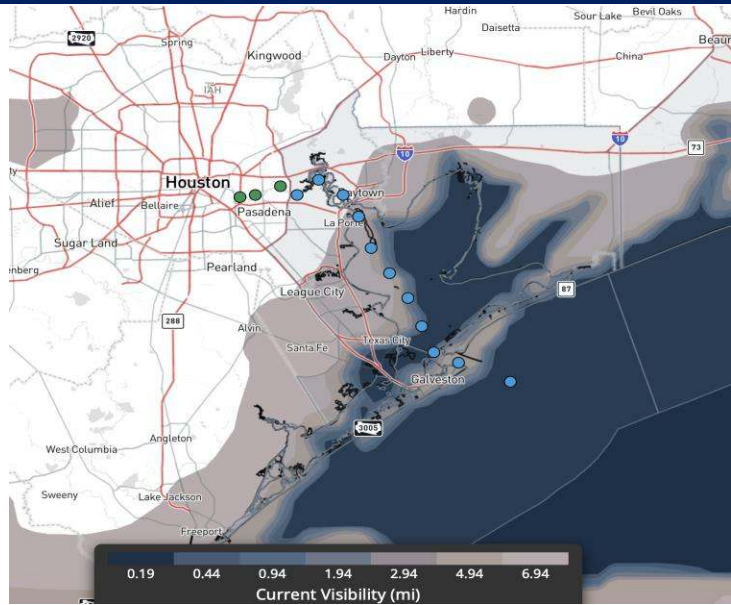 Hardin
Bevil Oaks
Sour Lake
Daisetta
2920
Spring
Kingwood
Dayton
Liberty
China
Beaum
IAH
10
73
10
Houston
Baytown
Alief
Bellaire
Pasadena
La Porte
Sugar Land
enberg
Pearland
87
League City
288
Alvin
Santa Fe
Texas City
Galveston
3005
West Columbia
Angleton
Sweeny
Lake Jackson
Freeport
0.19 0.44 0.94 1.94 2.94 4.94 6.94
Current Visibility (mi)